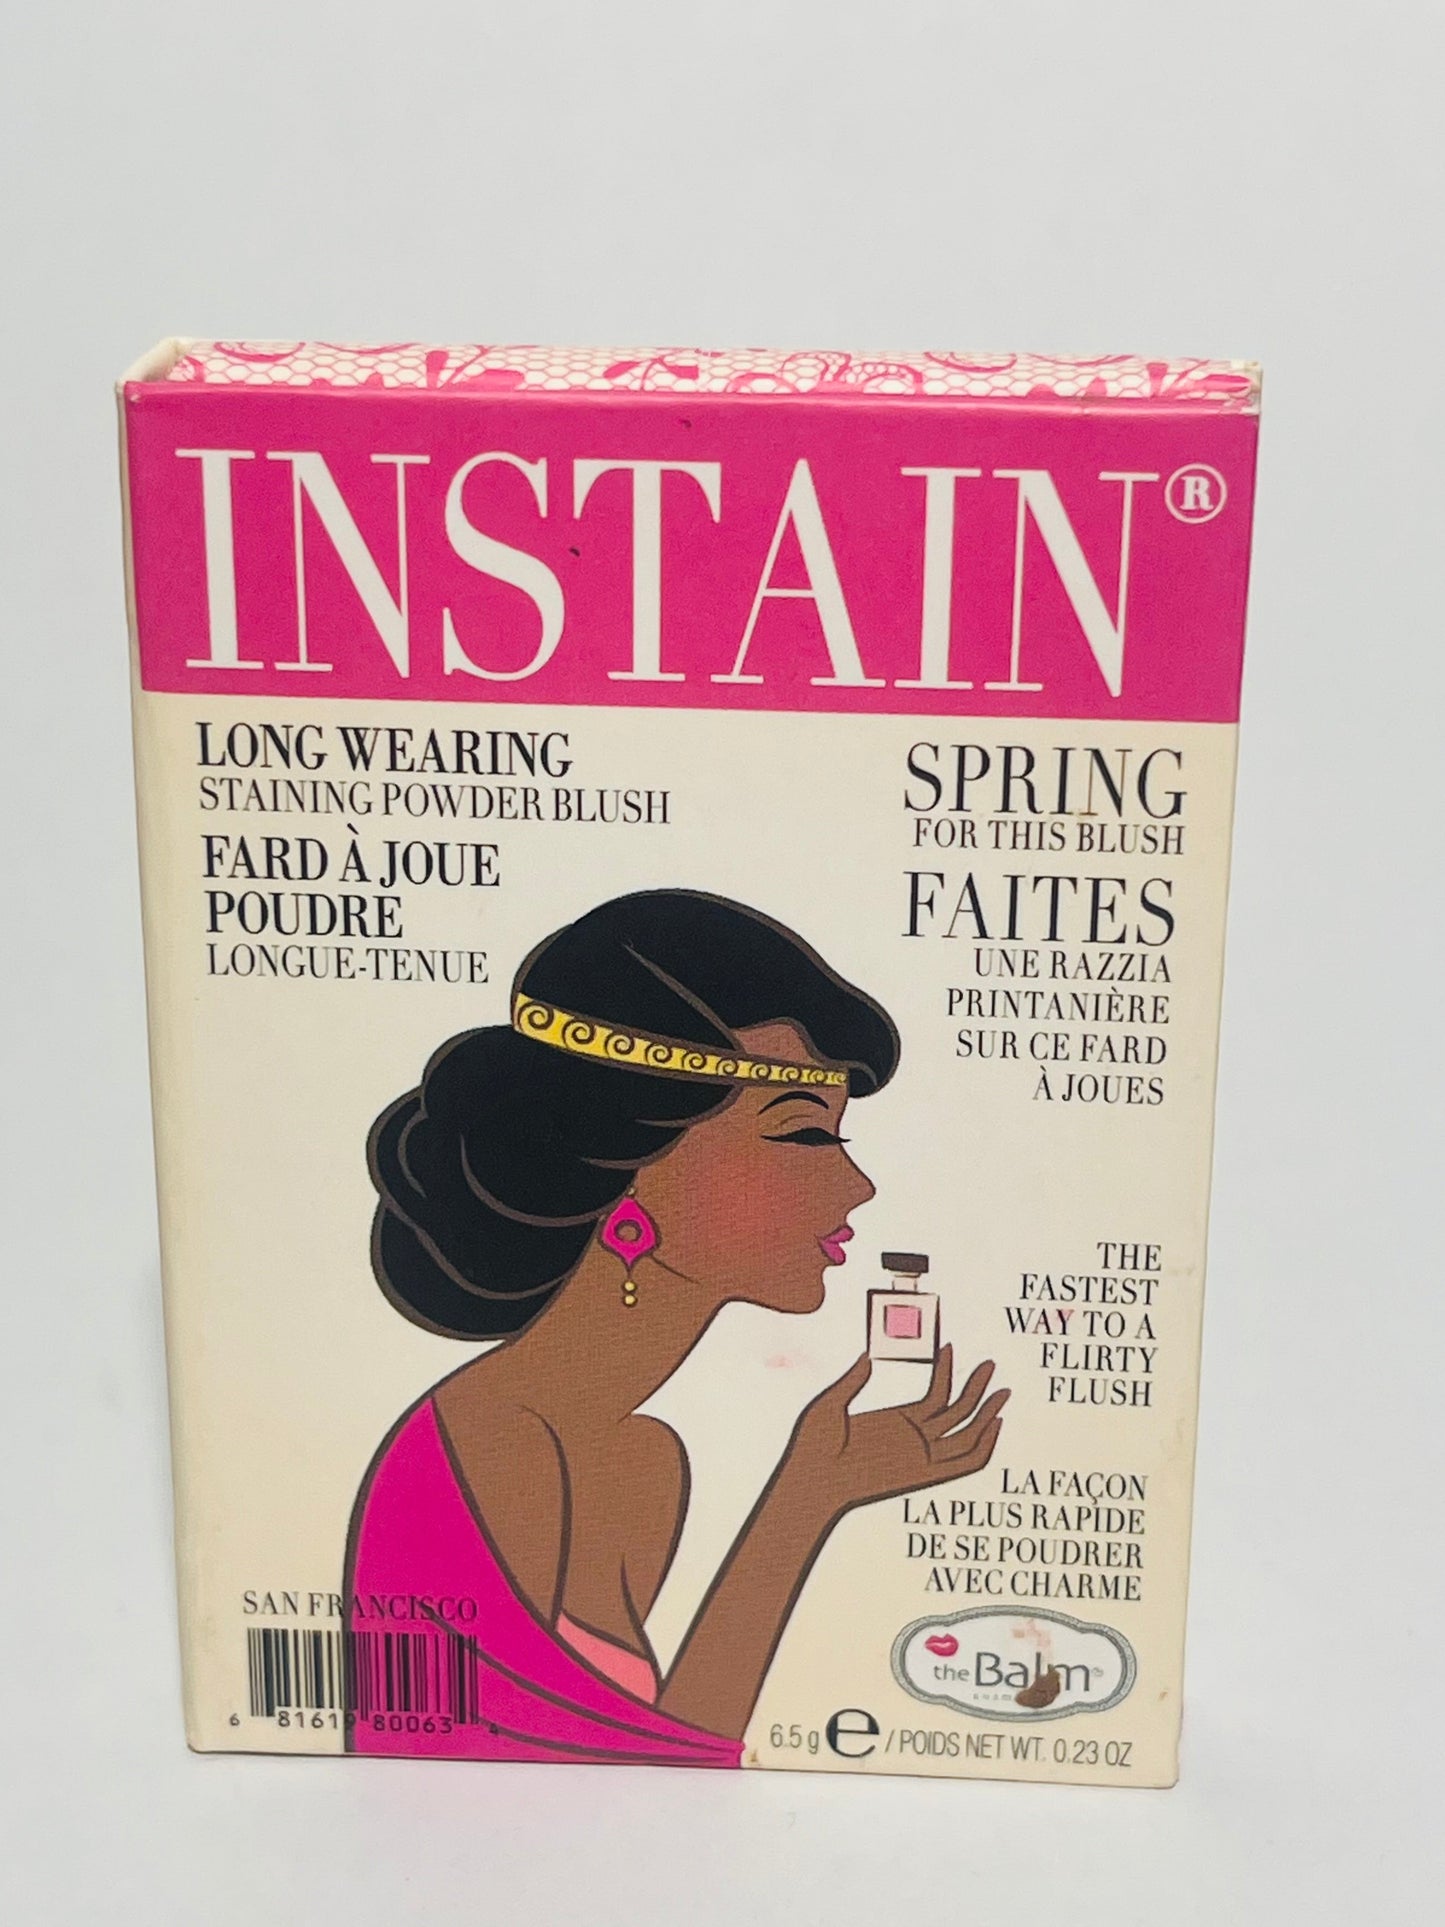 INSTAIN®
LONG WEARING
STAINING POWDER BLUSH
FARD À JOUE
POUDRE
LONGUE-TENUE
SPRING
FOR THIS BLUSH
FAITES
UNE RAZZIA
PRINTANIÈRE
SUR CE FARD
À JOUES
THE
FASTEST
WAY TO A
FLIRTY
FLUSH
LA FAÇON
LA PLUS RAPIDE
DE SE POUDRER
AVEC CHARME
SAN FRANCISCO
6 81619 80063 4
the Balm®
6.5 g e / POIDS NET WT. 0.23 OZ